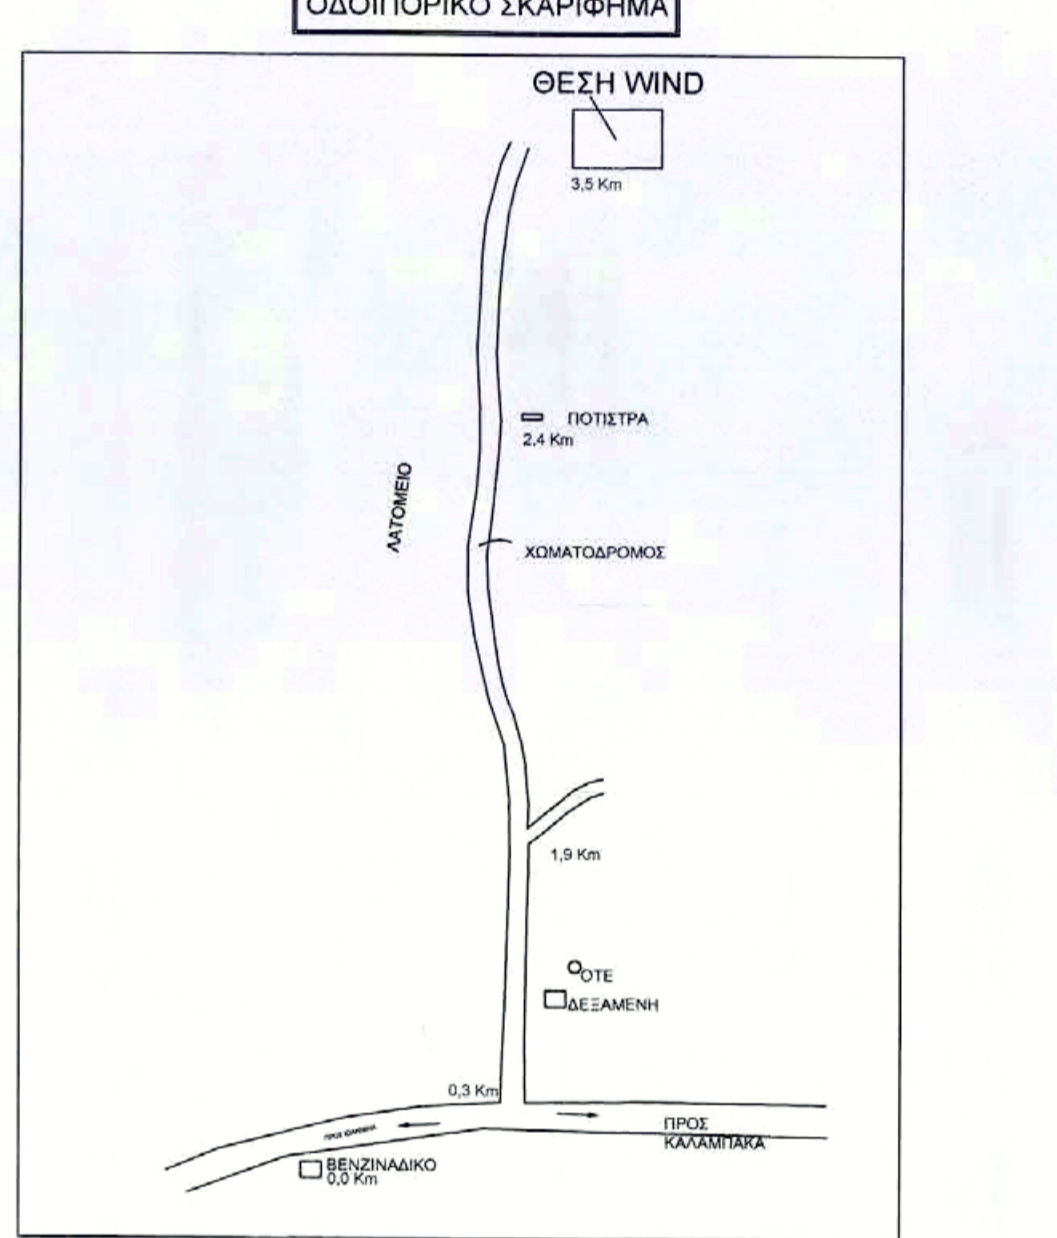 ΟΔΟΙΠΟΡΙΚΟ ΣΚΑΡΙΦΗΜΑ
ΘΕΣΗ WIND
3,5 Km
ΠΟΤΙΣΤΡΑ
2,4 Km
ΛΑΤΟΜΕΙΟ
ΧΩΜΑΤΟΔΡΟΜΟΣ
1,9 Km
ΟΤΕ
ΔΕΞΑΜΕΝΗ
0,3 Km
ΠΡΟΣ
ΚΑΛΑΜΠΑΚΑ
ΠΡΟΣ
ΒΕΝΖΙΝΑΔΙΚΟ
0,0 Km